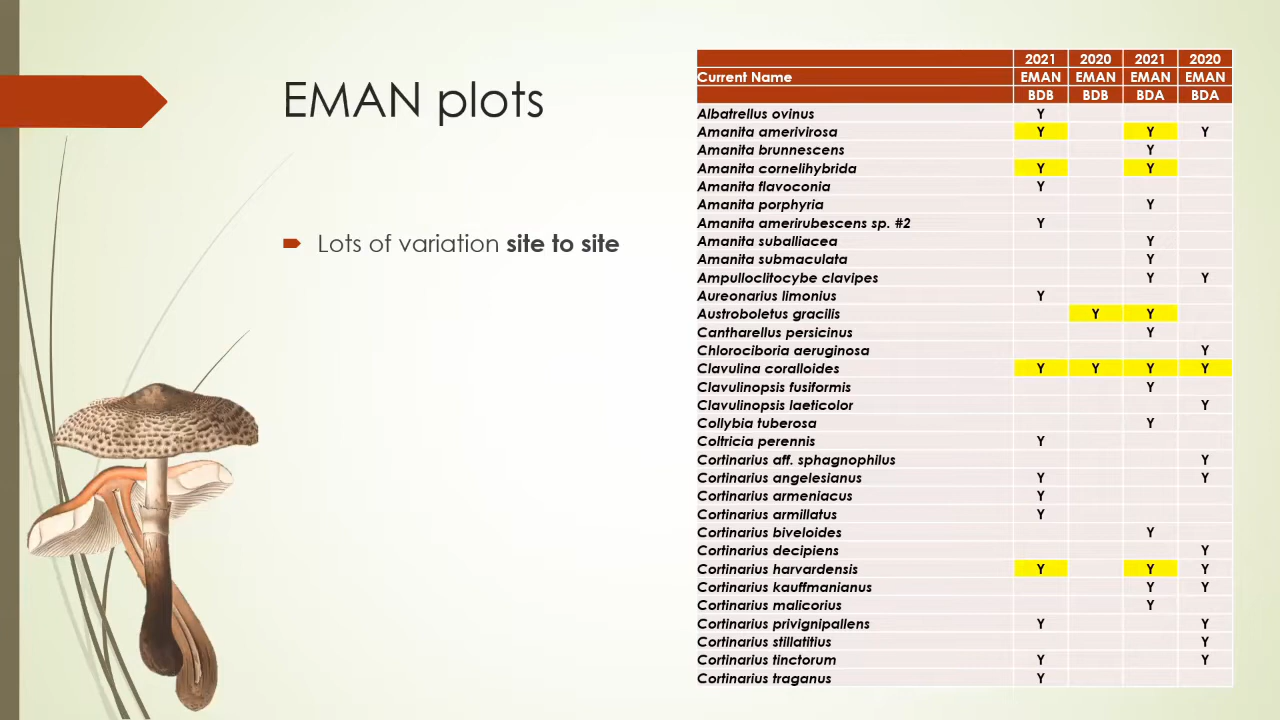 EMAN plots
Lots of variation site to site
2021 2020 2021 2020
Current Name EMAN EMAN EMAN EMAN
BDB BDB BDA BDA
Albatrellus ovinus Y
Amanita amerivirosa Y Y Y
Amanita brunnescens Y
Amanita cornelihybrida Y Y
Amanita flavoconia Y
Amanita porphyria Y
Amanita amerirubescens sp. #2 Y
Amanita suballiacea Y
Amanita submaculata Y
Ampulloclitocybe clavipes Y Y
Aureonarius limonius Y
Austroboletus gracilis Y Y
Cantharellus persicinus Y
Chlorociboria aeruginosa Y
Clavulina coralloides Y Y Y Y
Clavulinopsis fusiformis Y
Clavulinopsis laeticolor Y
Collybia tuberosa Y
Coltricia perennis Y
Cortinarius aff. sphagnophilus Y
Cortinarius angelesianus Y Y
Cortinarius armeniacus Y
Cortinarius armillatus Y
Cortinarius biveloides Y
Cortinarius decipiens Y
Cortinarius harvardensis Y Y Y
Cortinarius kauffmanianus Y Y
Cortinarius malicorius Y
Cortinarius privignipallens Y Y
Cortinarius stillatitius Y
Cortinarius tinctorum Y Y
Cortinarius traganus Y